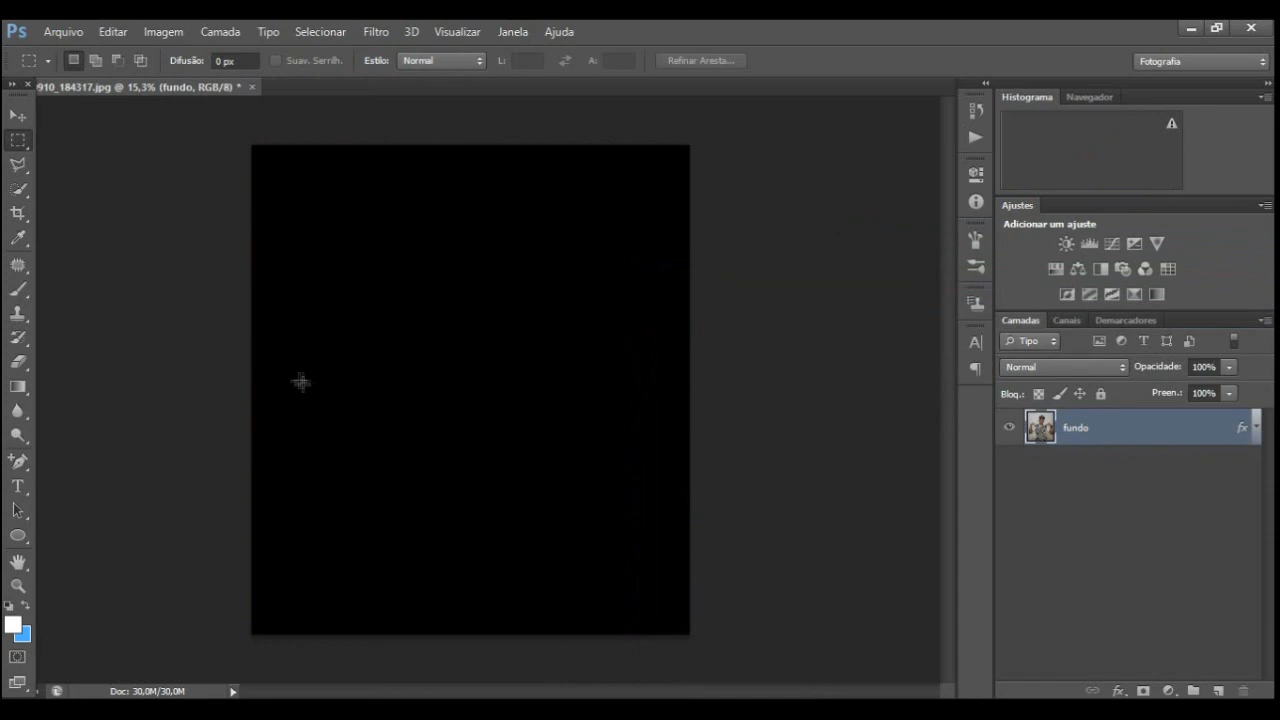 Ps Arquivo Editar Imagem Camada Tipo Selecionar Filtro 3D Visualizar Janela Ajuda
Difusão: 0 px Suav. Serrilh. Estilo: Normal L: A: Refinar Aresta... Fotografia
910_184317.jpg @ 15,3% (fundo, RGB/8) * ×
Histograma Navegador
Ajustes
Adicionar um ajuste
Camadas Canais Demarcadores
Tipo
Normal Opacidade: 100%
Bloq.: Preen.: 100%
fundo fx
Doc: 30,0M/30,0M